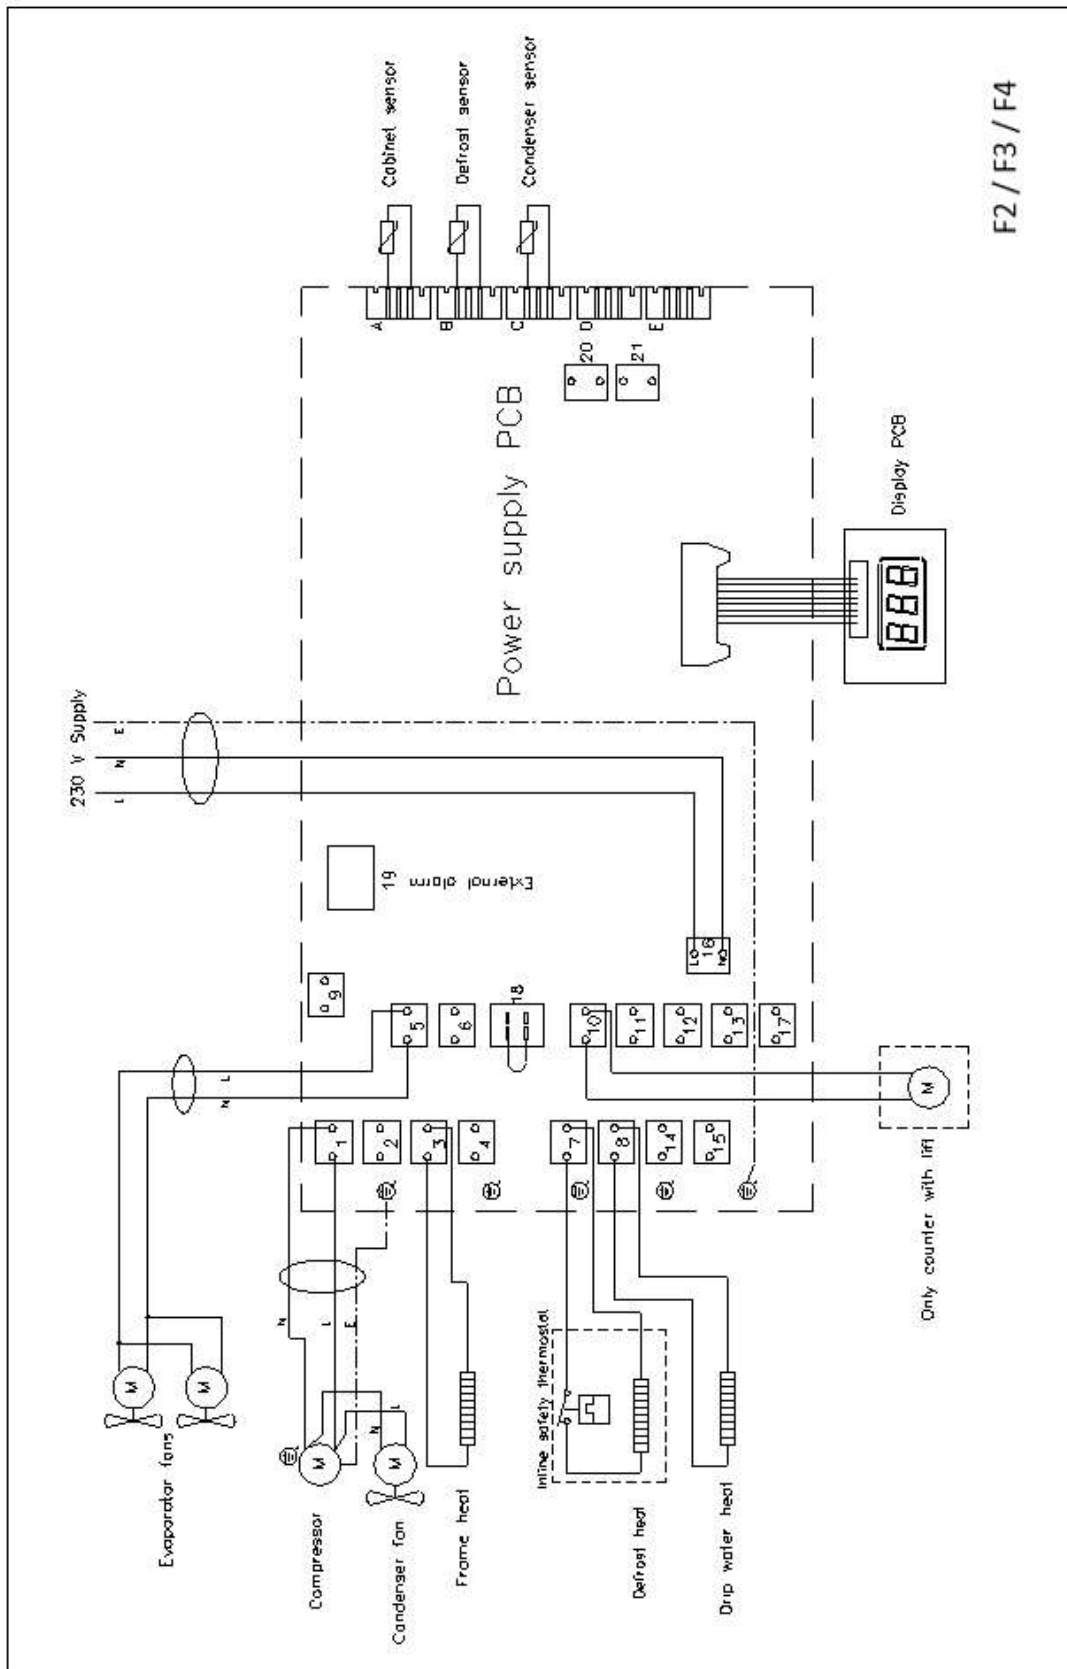 Cabinet sensor
Defrost sensor
Condenser sensor
F2 / F3 / F4
A
B
C
D
E
20
21
Power supply PCB
Display PCB
888
230 V Supply
L
N
E
19
External alarm
9
5
6
18
10
11
12
13
17
L
16
N
L
N
1
2
3
4
7
8
14
15
Only counter with lift
N
L
E
M
M
Evaporator fans
M
Compressor
N
L
M
Condenser fan
Frame heat
Inline safety thermostat
Defrost heat
Drip water heat
M